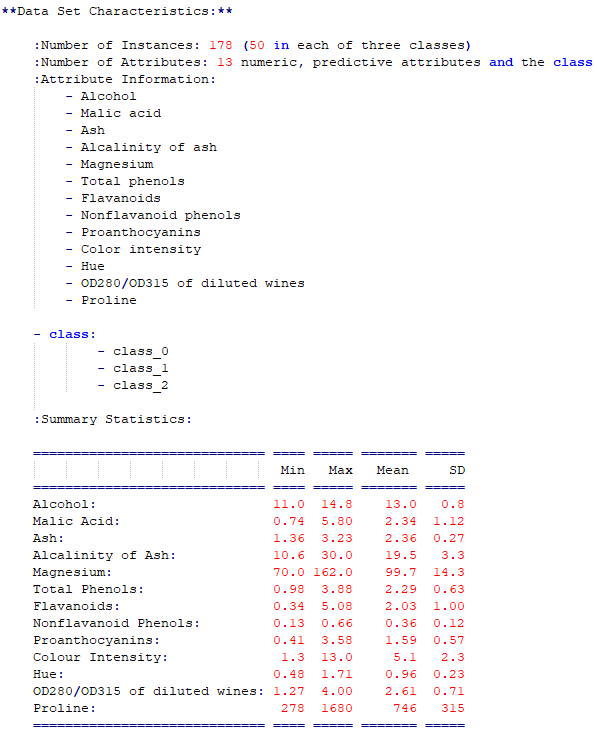 **Data Set Characteristics:**
:Number of Instances: 178 (50 in each of three classes)
:Number of Attributes: 13 numeric, predictive attributes and the class
:Attribute Information:
- Alcohol
- Malic acid
- Ash
- Alcalinity of ash
- Magnesium
- Total phenols
- Flavanoids
- Nonflavanoid phenols
- Proanthocyanins
- Color intensity
- Hue
- OD280/OD315 of diluted wines
- Proline
- class:
- class_0
- class_1
- class_2
:Summary Statistics:
============================= ==== ===== ======= =====
Min Max Mean SD
============================= ==== ===== ======= =====
Alcohol: 11.0 14.8 13.0 0.8
Malic Acid: 0.74 5.80 2.34 1.12
Ash: 1.36 3.23 2.36 0.27
Alcalinity of Ash: 10.6 30.0 19.5 3.3
Magnesium: 70.0 162.0 99.7 14.3
Total Phenols: 0.98 3.88 2.29 0.63
Flavanoids: 0.34 5.08 2.03 1.00
Nonflavanoid Phenols: 0.13 0.66 0.36 0.12
Proanthocyanins: 0.41 3.58 1.59 0.57
Colour Intensity: 1.3 13.0 5.1 2.3
Hue: 0.48 1.71 0.96 0.23
OD280/OD315 of diluted wines: 1.27 4.00 2.61 0.71
Proline: 278 1680 746 315
============================= ==== ===== ======= =====